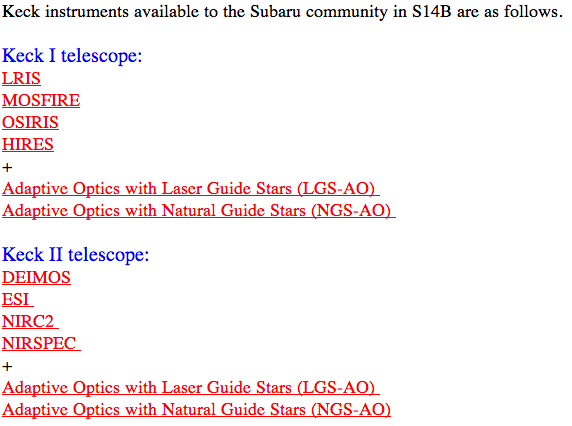 Keck instruments available to the Subaru community in S14B are as follows.
Keck I telescope:
LRIS
MOSFIRE
OSIRIS
HIRES
+
Adaptive Optics with Laser Guide Stars (LGS-AO)
Adaptive Optics with Natural Guide Stars (NGS-AO)
Keck II telescope:
DEIMOS
ESI
NIRC2
NIRSPEC
+
Adaptive Optics with Laser Guide Stars (LGS-AO)
Adaptive Optics with Natural Guide Stars (NGS-AO)